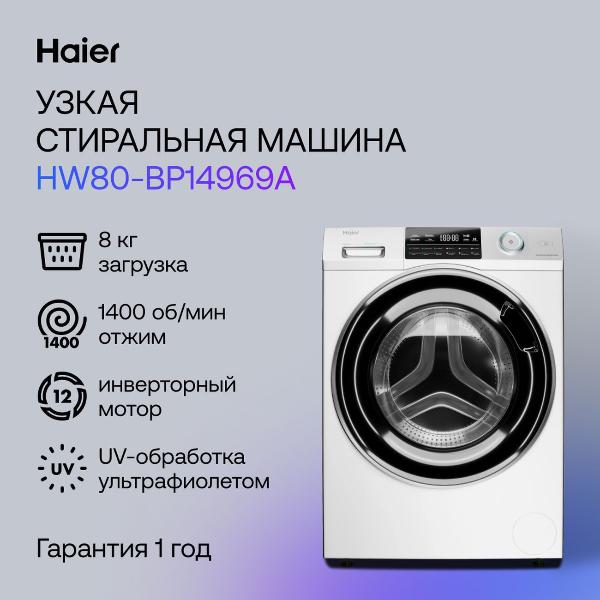 Haier
УЗКАЯ
СТИРАЛЬНАЯ МАШИНА
HW80-BP14969A
8 кг
загрузка
1400 об/мин
отжим
1400
инверторный
мотор
12
UV-обработка
ультрафиолетом
UV
Гарантия 1 год
Haier